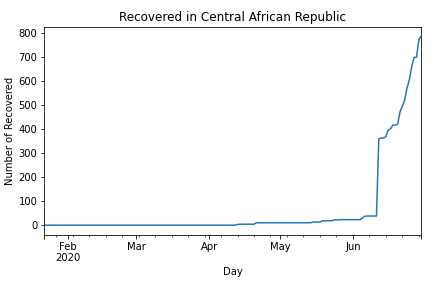 Recovered in Central African Republic
Number of Recovered
800
700
600
500
400
300
200
100
0
Feb
2020
Mar
Apr
May
Jun
Day